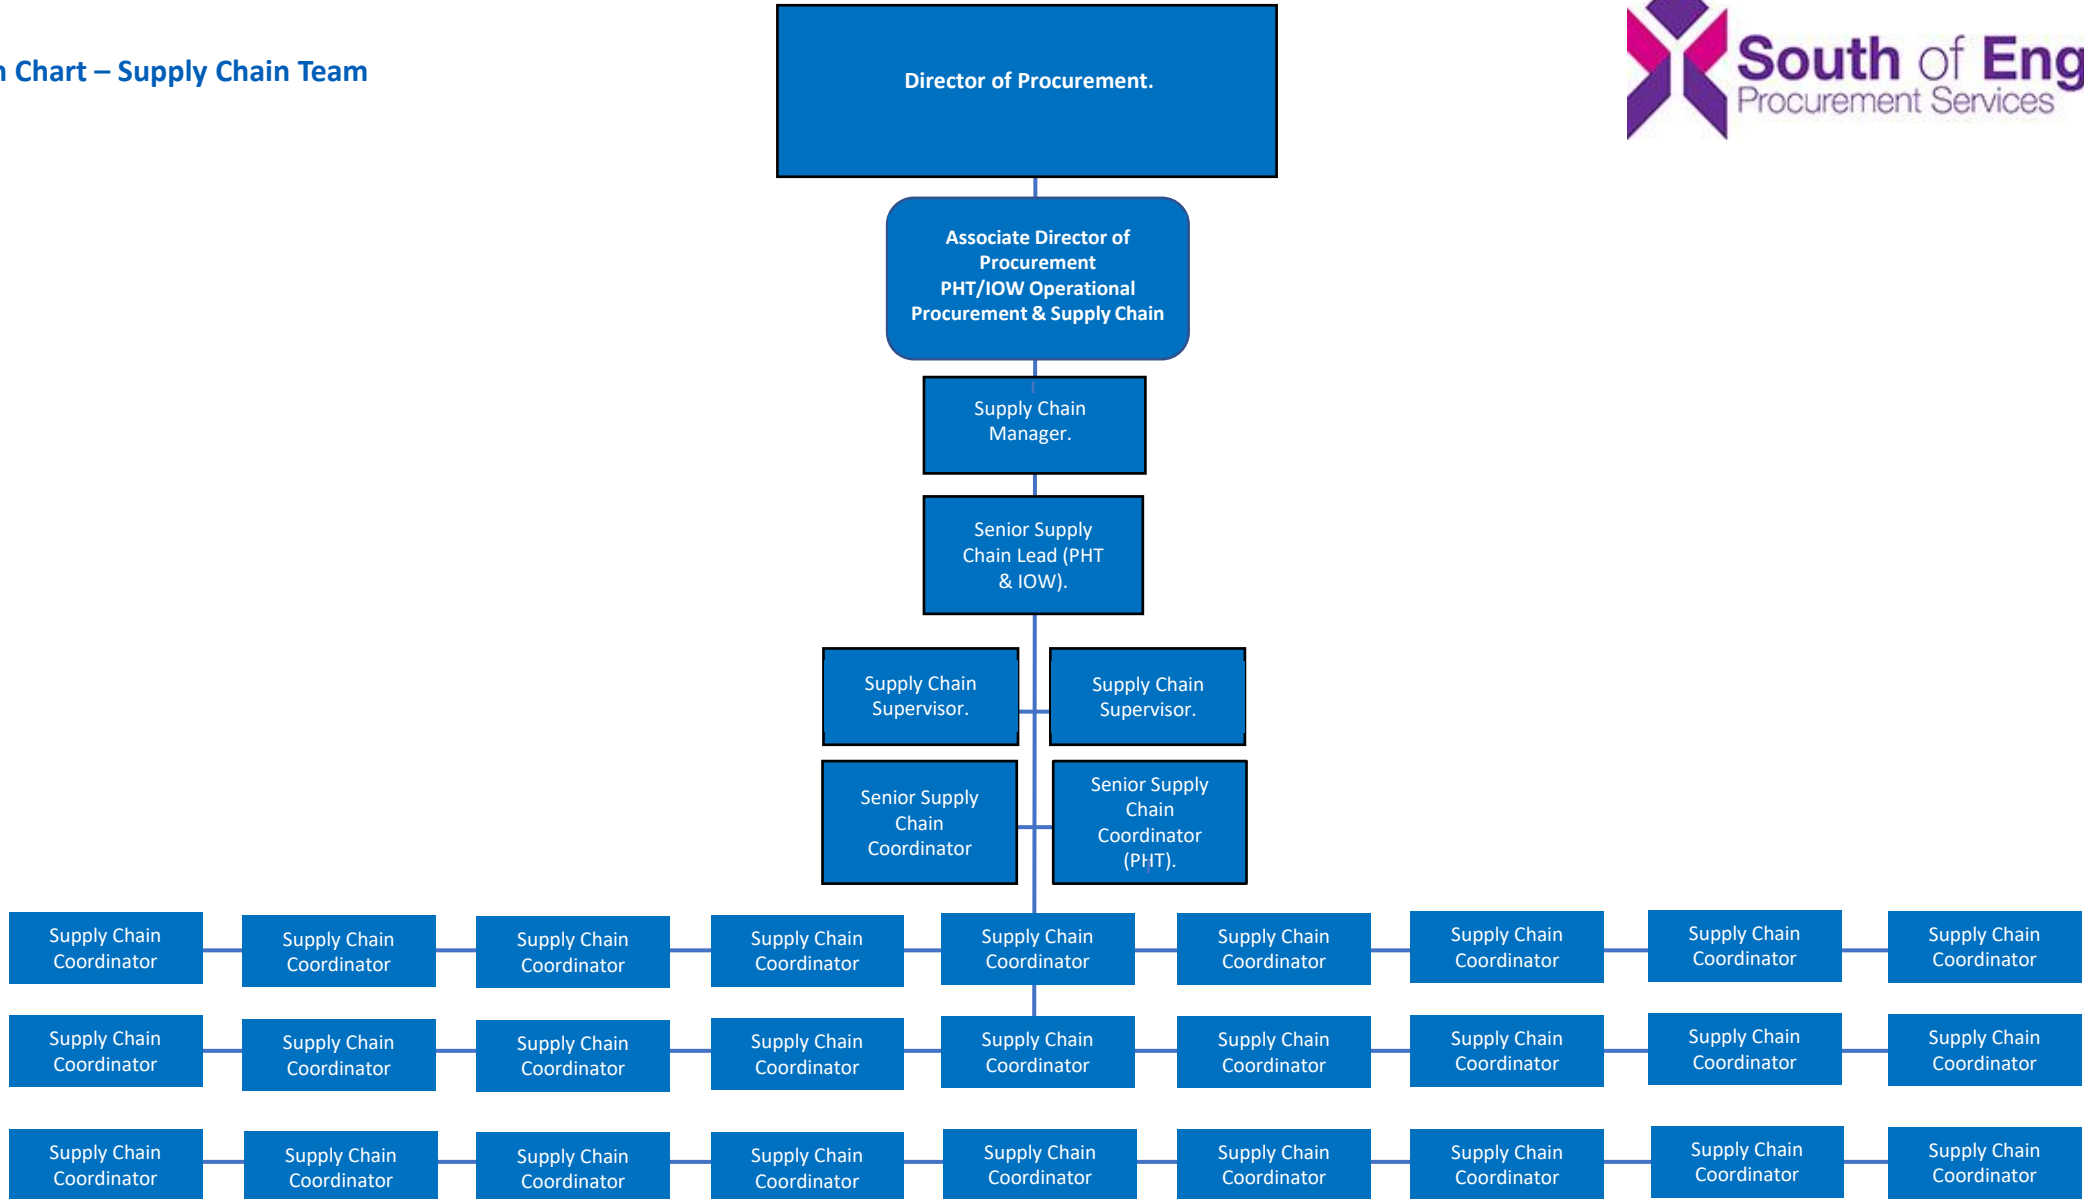 n Chart – Supply Chain Team
South of Eng
Procurement Services
Director of Procurement.
Associate Director of
Procurement
PHT/IOW Operational
Procurement & Supply Chain
Supply Chain
Manager.
Senior Supply
Chain Lead (PHT
& IOW).
Supply Chain
Supervisor.
Supply Chain
Supervisor.
Senior Supply
Chain
Coordinator
Senior Supply
Chain
Coordinator
(PHT).
Supply Chain
Coordinator
Supply Chain
Coordinator
Supply Chain
Coordinator
Supply Chain
Coordinator
Supply Chain
Coordinator
Supply Chain
Coordinator
Supply Chain
Coordinator
Supply Chain
Coordinator
Supply Chain
Coordinator
Supply Chain
Coordinator
Supply Chain
Coordinator
Supply Chain
Coordinator
Supply Chain
Coordinator
Supply Chain
Coordinator
Supply Chain
Coordinator
Supply Chain
Coordinator
Supply Chain
Coordinator
Supply Chain
Coordinator
Supply Chain
Coordinator
Supply Chain
Coordinator
Supply Chain
Coordinator
Supply Chain
Coordinator
Supply Chain
Coordinator
Supply Chain
Coordinator
Supply Chain
Coordinator
Supply Chain
Coordinator
Supply Chain
Coordinator